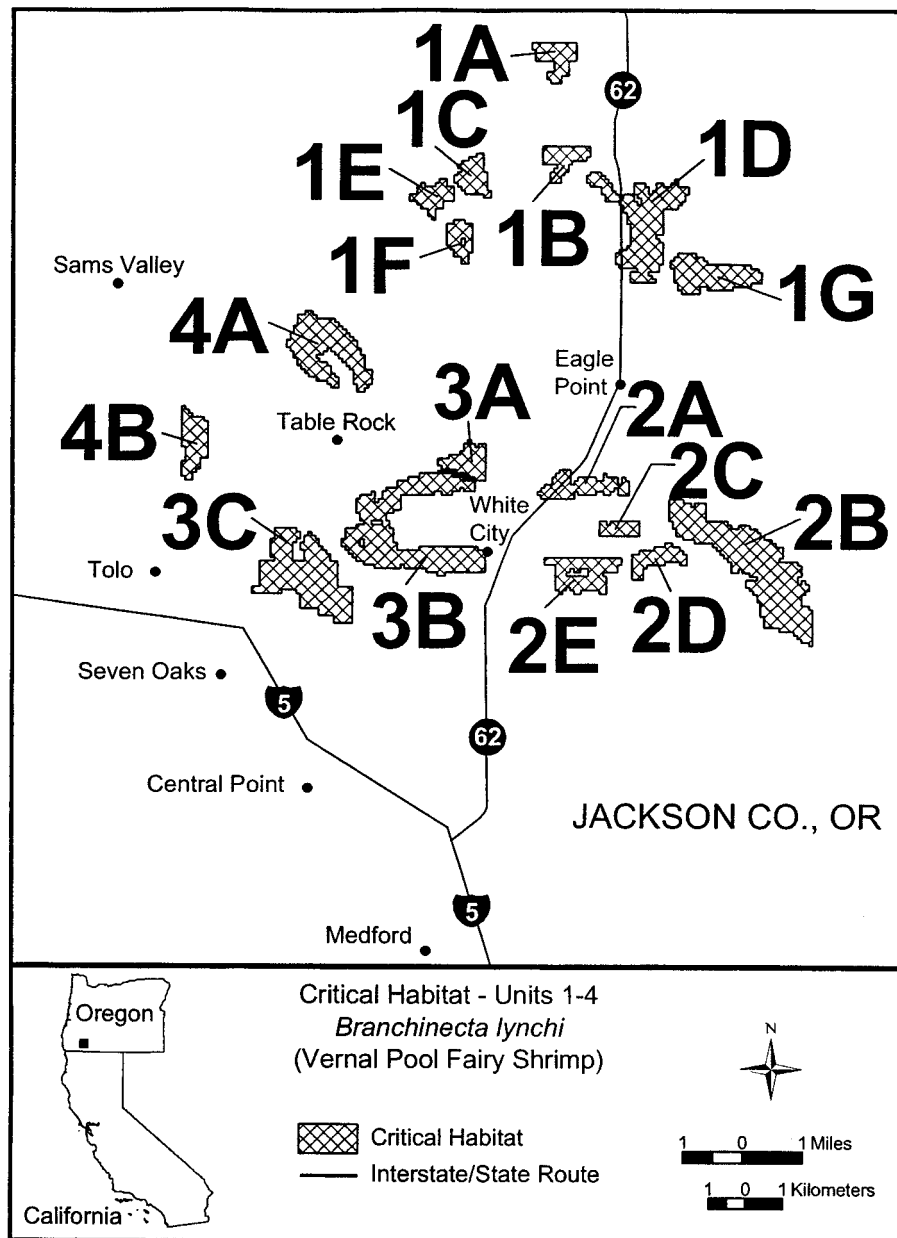 1A
62
1C
1D
1E
1B
1F
Sams Valley
1G
4A
Eagle
Point
3A
2A
Table Rock
4B
2C
White
City
3C
2B
Tolo
3B
2E
2D
Seven Oaks
5
62
Central Point
JACKSON CO., OR
5
Medford
Oregon
California
Critical Habitat - Units 1-4
Branchinecta lynchi
(Vernal Pool Fairy Shrimp)
Critical Habitat
Interstate/State Route
N
1 0 1 Miles
1 0 1 Kilometers